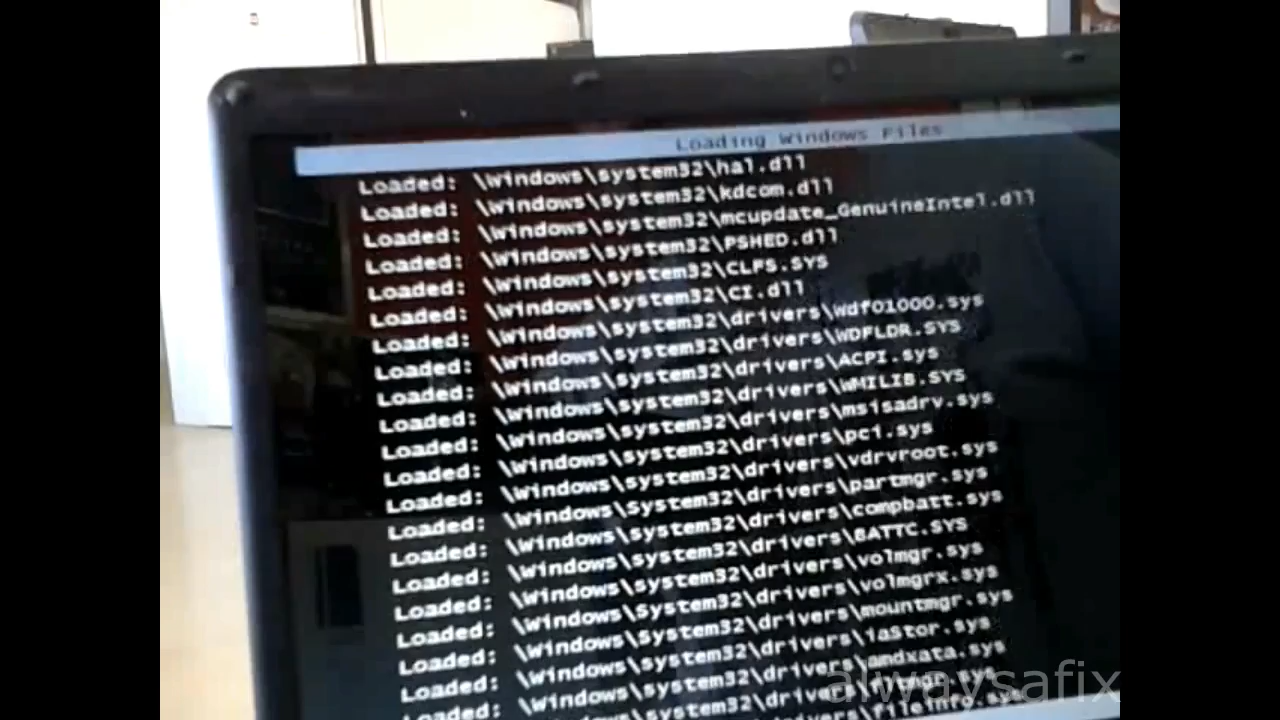 Loading Windows Files
Loaded: \Windows\system32\hal.dll
Loaded: \Windows\system32\kdcom.dll
Loaded: \Windows\system32\mcupdate_GenuineIntel.dll
Loaded: \Windows\system32\PSHED.dll
Loaded: \Windows\system32\CLFS.SYS
Loaded: \Windows\system32\CI.dll
Loaded: \Windows\system32\drivers\Wdf01000.sys
Loaded: \Windows\system32\drivers\WDFLDR.SYS
Loaded: \Windows\system32\drivers\ACPI.sys
Loaded: \Windows\system32\drivers\WMILIB.SYS
Loaded: \Windows\system32\drivers\msisadrv.sys
Loaded: \Windows\system32\drivers\pci.sys
Loaded: \Windows\system32\drivers\vdrvroot.sys
Loaded: \Windows\system32\drivers\partmgr.sys
Loaded: \Windows\system32\drivers\compbatt.sys
Loaded: \Windows\system32\drivers\BATTC.SYS
Loaded: \Windows\system32\drivers\volmgr.sys
Loaded: \Windows\System32\drivers\volmgrx.sys
Loaded: \Windows\System32\drivers\mountmgr.sys
Loaded: \Windows\system32\drivers\iaStor.sys
Loaded: \Windows\system32\drivers\amdxata.sys
\Windows\system32\drivers\fltmgr.sys
drivers\fileinfo.sys
alwaysafix